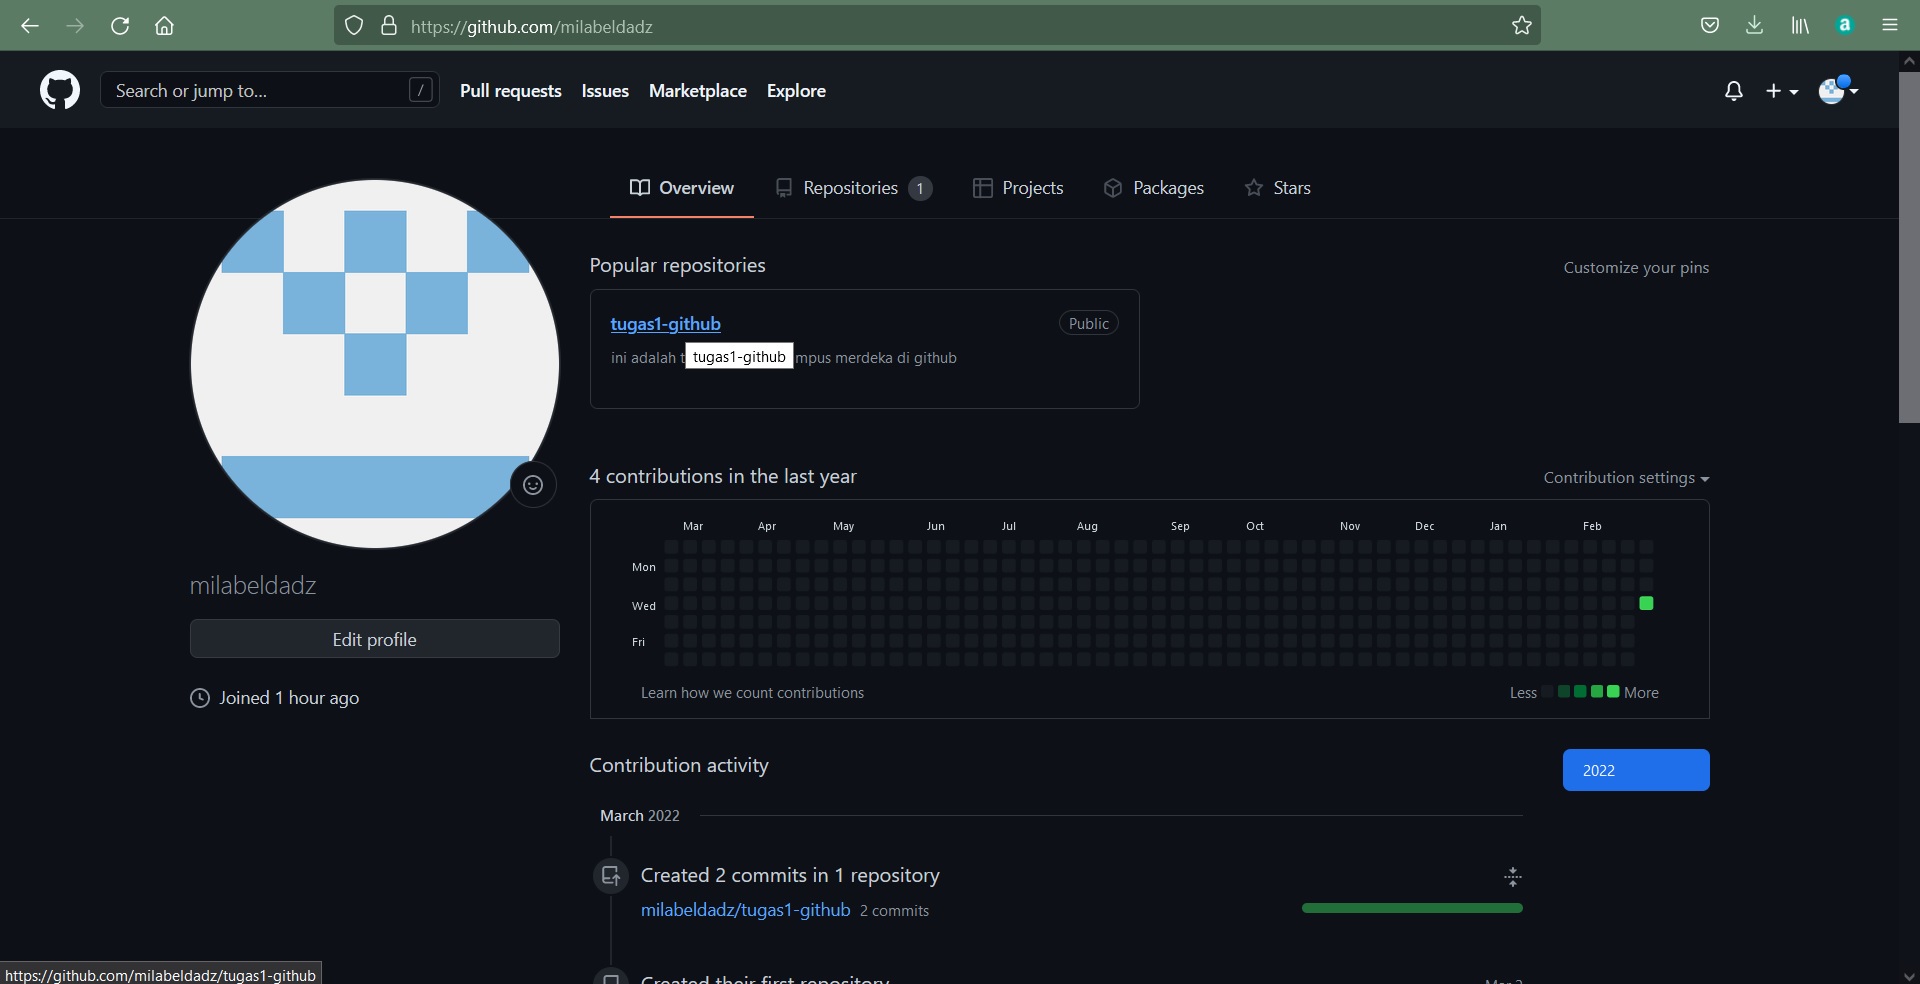 https://github.com/milabeldadz
a
Search or jump to... /
Pull requests Issues Marketplace Explore
Overview Repositories 1 Projects Packages Stars
Popular repositories
Customize your pins
tugas1-github Public
ini adalah t
tugas1-github
mpus merdeka di github
4 contributions in the last year
Contribution settings
Mar Apr May Jun Jul Aug Sep Oct Nov Dec Jan Feb
Mon
Wed
Fri
Learn how we count contributions
Less More
milabeldadz
Edit profile
Joined 1 hour ago
Contribution activity
2022
March 2022
Created 2 commits in 1 repository
milabeldadz/tugas1-github 2 commits
Created their first repository
https://github.com/milabeldadz/tugas1-github